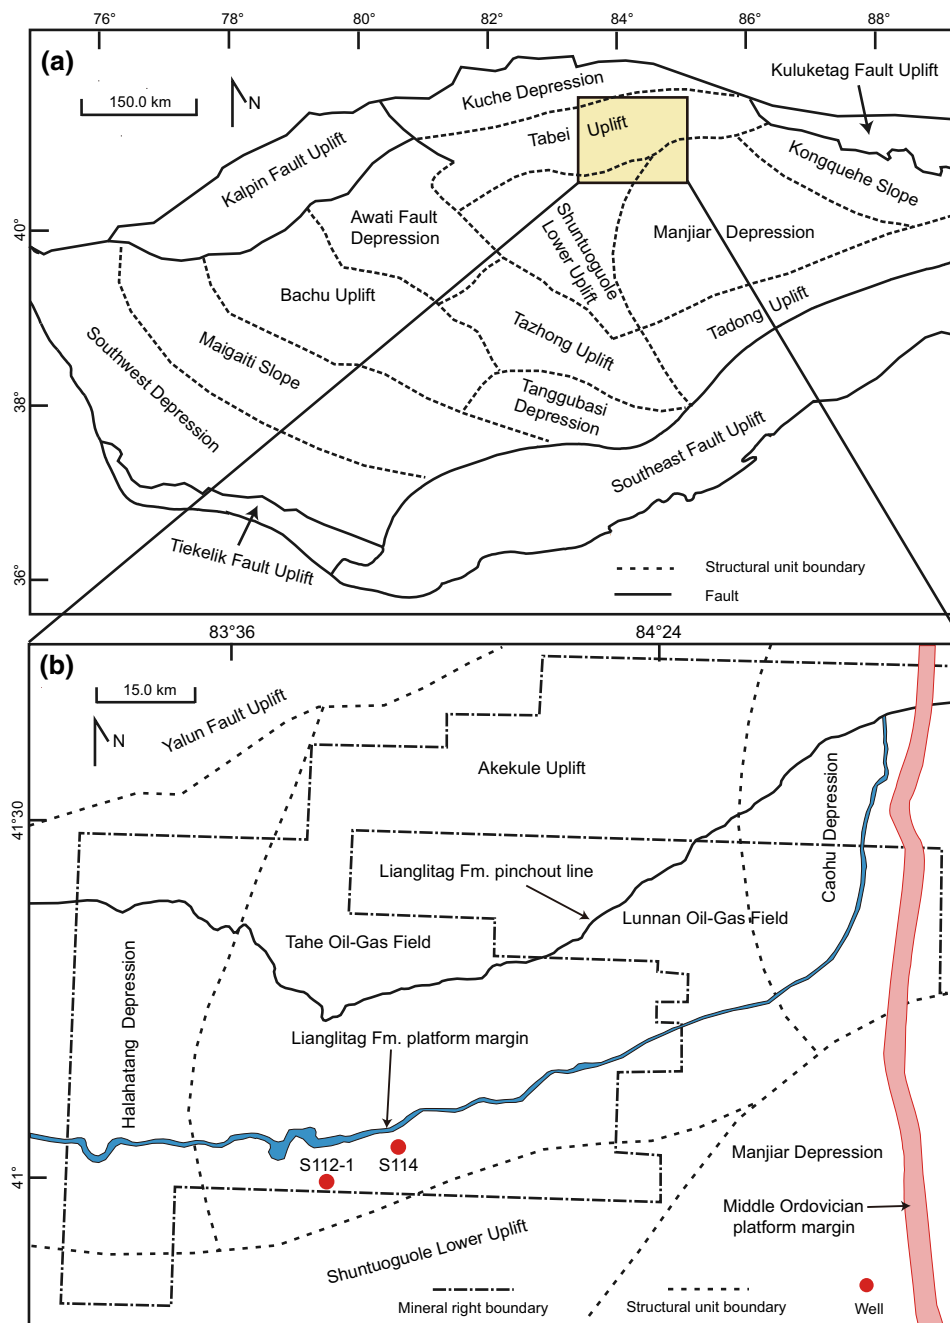 76° 78° 80° 82° 84° 86° 88°
(a)
Kuluketag Fault Uplift
150.0 km
N
Kuche Depression
Tabei Uplift
Kalpin Fault Uplift
Kongquehe Slope
40°
Awati Fault
Depression
Shuntuoguole
Lower Uplift
Manjiar Depression
Bachu Uplift
Tadong Uplift
Tazhong Uplift
Maigaiti Slope
Southwest Depression
38°
Tanggubasi
Depression
Southeast Fault Uplift
Tiekelik Fault Uplift
36°
Structural unit boundary
Fault
83°36 84°24
(b)
15.0 km
N
Yalun Fault Uplift
Akekule Uplift
41°30
Caohu Depression
Lianglitag Fm. pinchout line
Lunnan Oil-Gas Field
Tahe Oil-Gas Field
Halahatang Depression
Lianglitag Fm. platform margin
S112-1
S114
41°
Manjiar Depression
Middle Ordovician
platform margin
Shuntuoguole Lower Uplift
Mineral right boundary
Structural unit boundary
Well